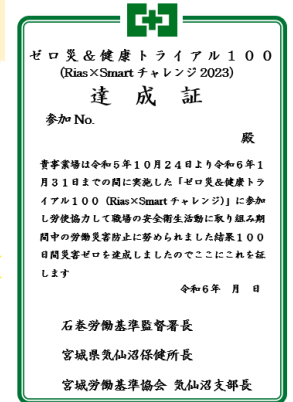 ゼロ災&健康トライアル100
(Rias×Smart チャレンジ 2023)
達成証
参加 No.
殿
貴事業場は令和5年10月24日より令和6年1
月31日までの間に実施した「ゼロ災&健康トラ
イアル100（Rias×Smart チャレンジ)」に参加
し労使協力して職場の安全衛生活動に取り組み期
間中の労働災害防止に努められました結果100
日間災害ゼロを達成しましたのでここにこれを証
します
令和6年　月　日
石巻労働基準監督署長
宮城県気仙沼保健所長
宮城労働基準協会 気仙沼支部長